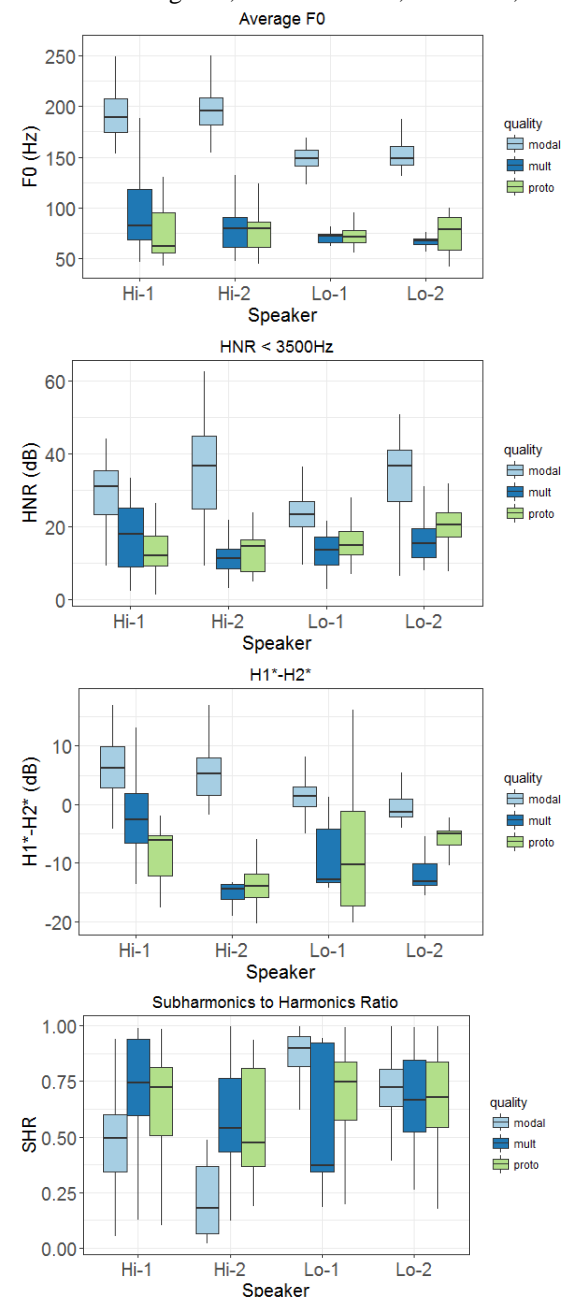 Average F0
250
200
150
100
50
F0 (Hz)
Hi-1 Hi-2 Lo-1 Lo-2
Speaker
quality
modal
mult
proto
HNR < 3500Hz
60
40
20
0
HNR (dB)
Hi-1 Hi-2 Lo-1 Lo-2
Speaker
quality
modal
mult
proto
H1*-H2*
10
0
-10
-20
H1*-H2* (dB)
Hi-1 Hi-2 Lo-1 Lo-2
Speaker
quality
modal
mult
proto
Subharmonics to Harmonics Ratio
1.00
0.75
0.50
0.25
0.00
SHR
Hi-1 Hi-2 Lo-1 Lo-2
Speaker
quality
modal
mult
proto